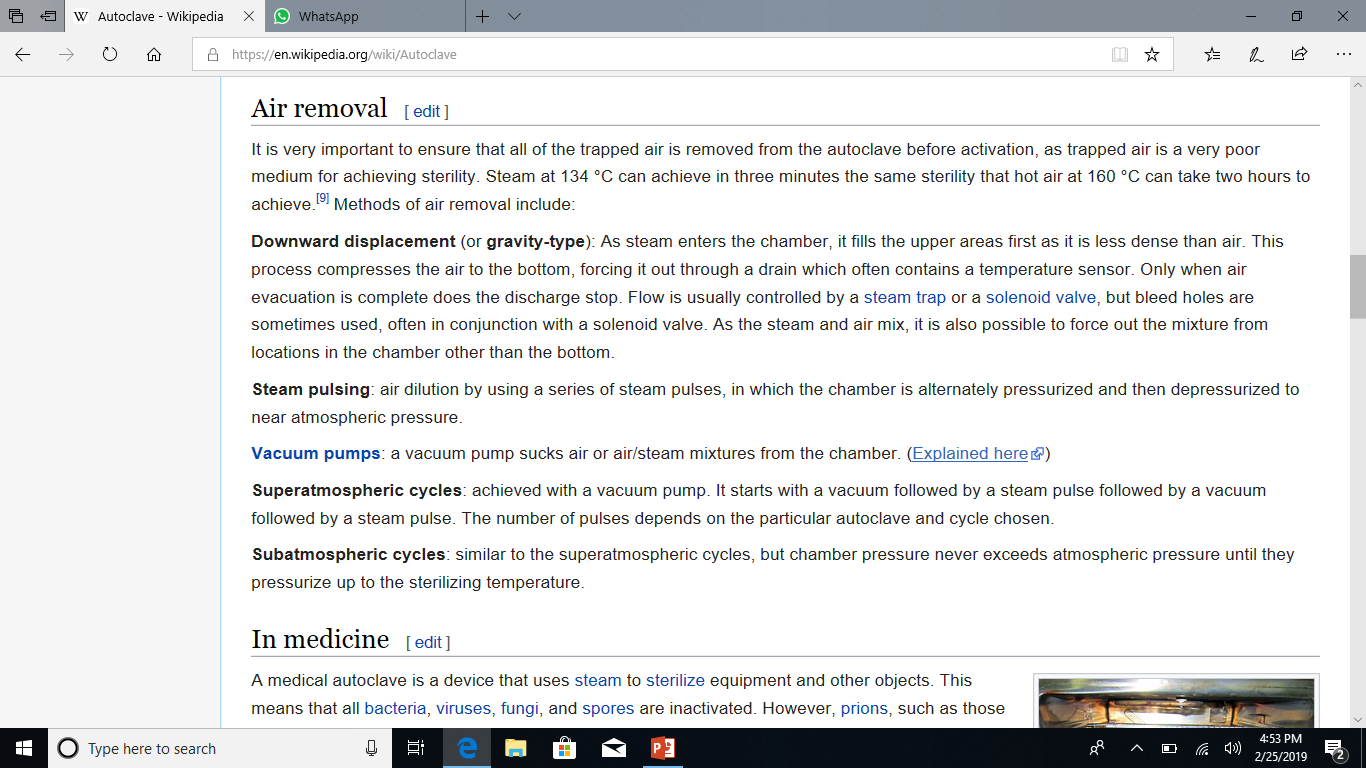 Autoclave - Wikipedia
WhatsApp
https://en.wikipedia.org/wiki/Autoclave
Air removal [ edit ]
It is very important to ensure that all of the trapped air is removed from the autoclave before activation, as trapped air is a very poor
medium for achieving sterility. Steam at 134 °C can achieve in three minutes the same sterility that hot air at 160 °C can take two hours to
achieve.[9] Methods of air removal include:
Downward displacement (or gravity-type): As steam enters the chamber, it fills the upper areas first as it is less dense than air. This
process compresses the air to the bottom, forcing it out through a drain which often contains a temperature sensor. Only when air
evacuation is complete does the discharge stop. Flow is usually controlled by a steam trap or a solenoid valve, but bleed holes are
sometimes used, often in conjunction with a solenoid valve. As the steam and air mix, it is also possible to force out the mixture from
locations in the chamber other than the bottom.
Steam pulsing: air dilution by using a series of steam pulses, in which the chamber is alternately pressurized and then depressurized to
near atmospheric pressure.
Vacuum pumps: a vacuum pump sucks air or air/steam mixtures from the chamber. (Explained here)
Superatmospheric cycles: achieved with a vacuum pump. It starts with a vacuum followed by a steam pulse followed by a vacuum
followed by a steam pulse. The number of pulses depends on the particular autoclave and cycle chosen.
Subatmospheric cycles: similar to the superatmospheric cycles, but chamber pressure never exceeds atmospheric pressure until they
pressurize up to the sterilizing temperature.
In medicine [ edit ]
A medical autoclave is a device that uses steam to sterilize equipment and other objects. This
means that all bacteria, viruses, fungi, and spores are inactivated. However, prions, such as those
Type here to search
4:53 PM
2/25/2019
2